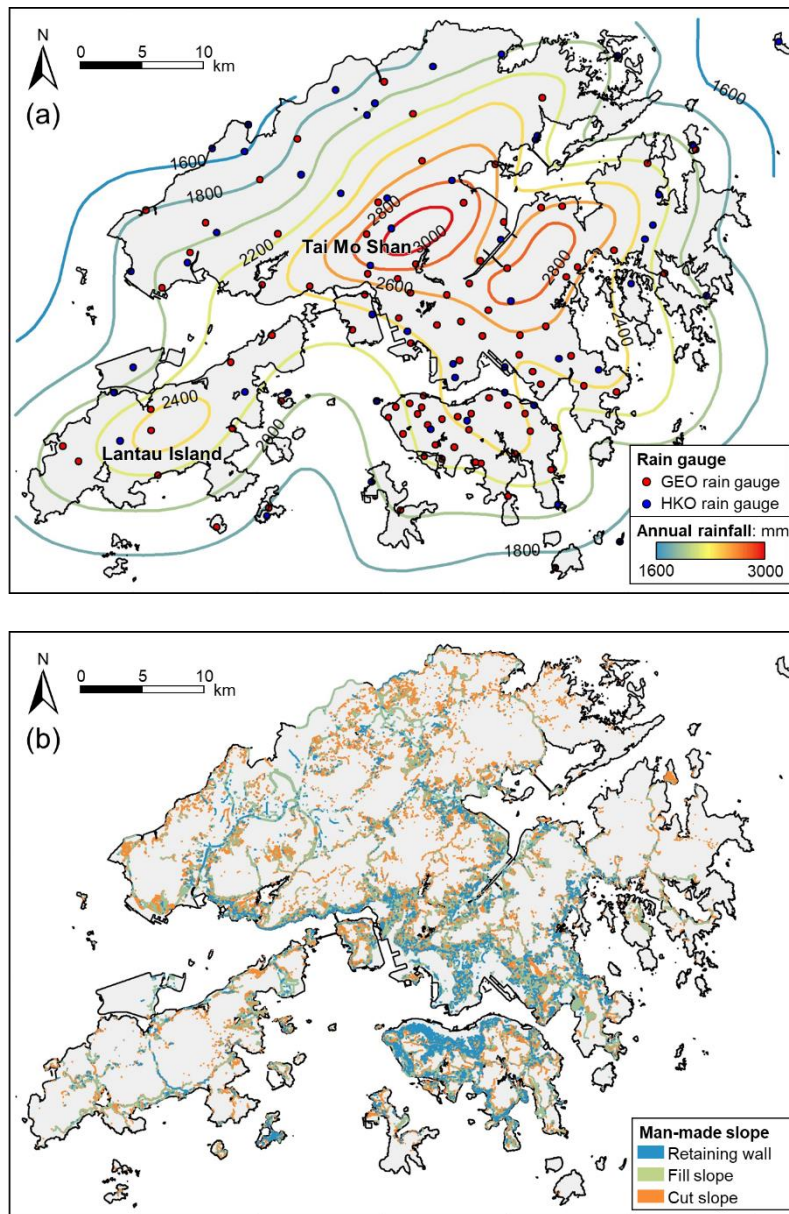 N
0 5 10
km
(a)
1600
1600
1800
2200
2800
3000
Tai Mo Shan
2600
2800
2400
2400
Lantau Island
2000
1800
Rain gauge
GEO rain gauge
HKO rain gauge
Annual rainfall: mm
1600 3000
N
0 5 10
km
(b)
Man-made slope
Retaining wall
Fill slope
Cut slope